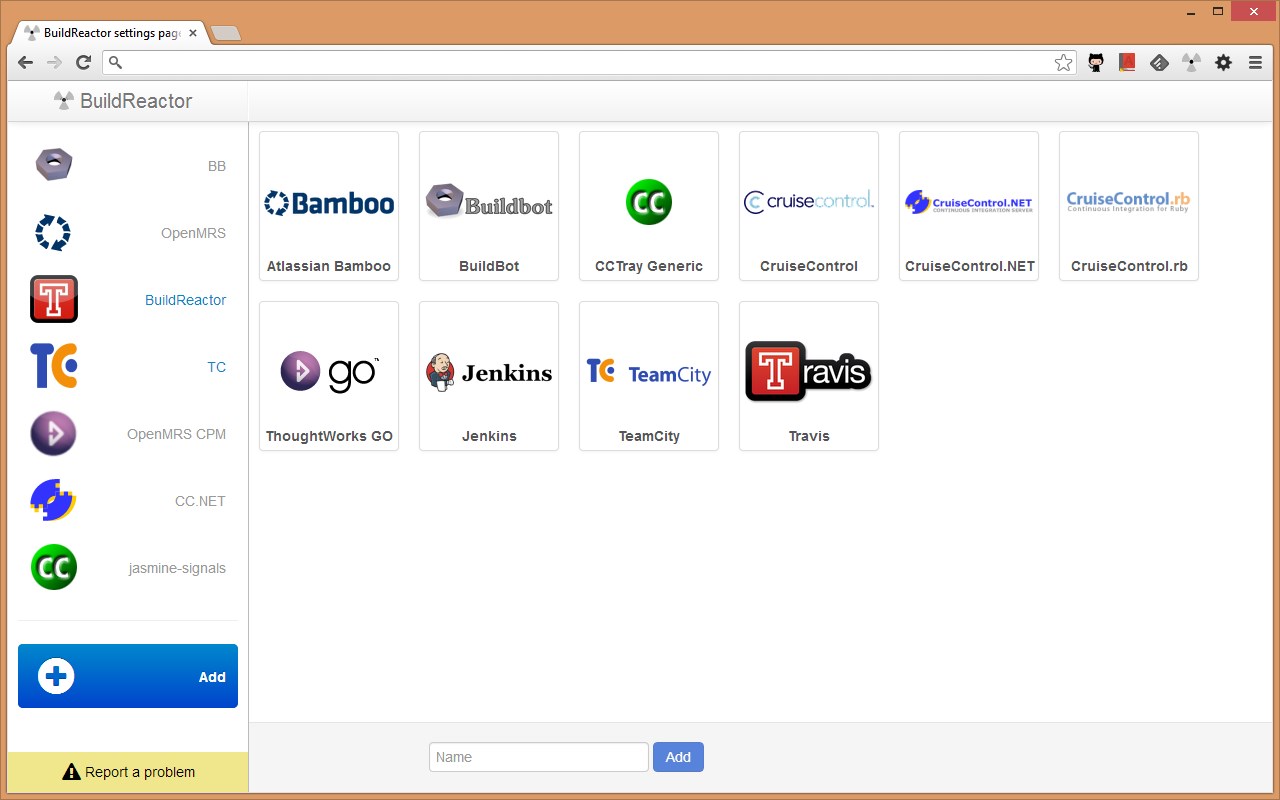 BuildReactor settings pag
BuildReactor
BB
OpenMRS
BuildReactor
TC
OpenMRS CPM
CC.NET
CC
jasmine-signals
Add
Report a problem
Bamboo
Atlassian Bamboo
Buildbot
BuildBot
CC
CCTray Generic
cruisecontrol.
CruiseControl
CruiseControl.NET
CONTINUOUS INTEGRATION SERVER
CruiseControl.NET
CruiseControl.rb
Continuous Integration for Ruby
CruiseControl.rb
go™
ThoughtWorks GO
Jenkins
Jenkins
TC TeamCity
TeamCity
Travis
Travis
Name
Add